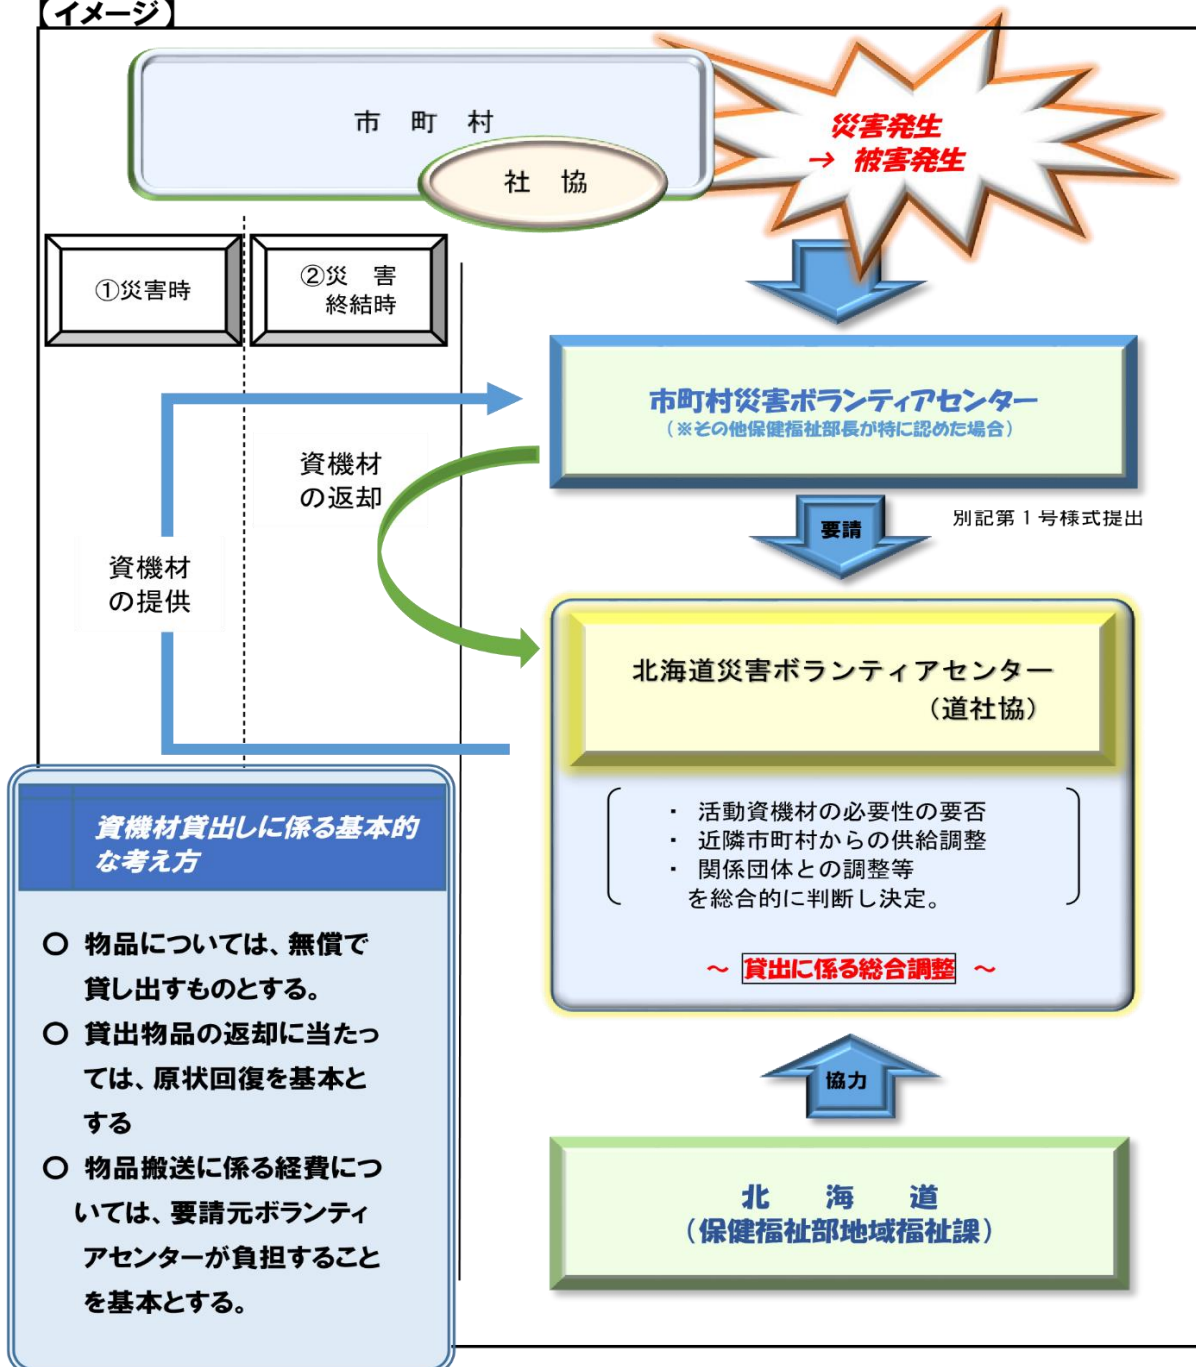 【イメージ】
市　町　村
社　協
災害発生
→　被害発生
①災害時
②災　害
終結時
市町村災害ボランティアセンター
（※その他保健福祉部長が特に認めた場合）
資機材
の返却
要請
別記第１号様式提出
資機材
の提供
北海道災害ボランティアセンター
（道社協）
・　活動資機材の必要性の要否
・　近隣市町村からの供給調整
・　関係団体との調整等
を総合的に判断し決定。
～　貸出に係る総合調整　～
協力
北　海　道
（保健福祉部地域福祉課）
資機材貸出しに係る基本的
な考え方
〇　物品については、無償で
貸し出すものとする。
〇　貸出物品の返却に当たっ
ては、原状回復を基本と
する
〇　物品搬送に係る経費につ
いては、要請元ボランティ
アセンターが負担すること
を基本とする。